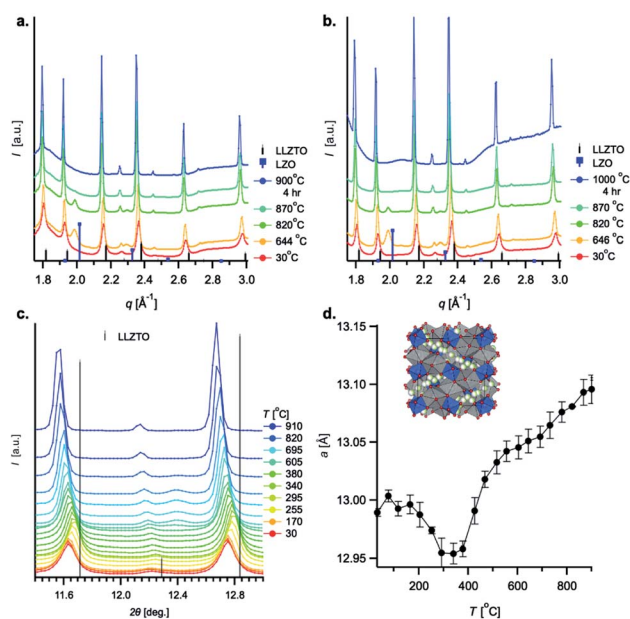 a.
I [a.u.]
1.8
2.0
2.2
2.4
2.6
2.8
3.0
q [Å⁻¹]
LLZTO
LZO
900°C
4 hr
870°C
820°C
644 °C
30°C
b.
I [a.u.]
1.8
2.0
2.2
2.4
2.6
2.8
3.0
q [Å⁻¹]
LLZTO
LZO
1000 °C
4 hr
870°C
820°C
646 °C
30°C
c.
I [a.u.]
LLZTO
11.6
12.0
12.4
12.8
2θ [deg.]
T [°C]
910
820
695
605
380
340
295
255
170
30
d.
13.15
13.10
13.05
13.00
12.95
a [Å]
200
400
600
800
T [°C]